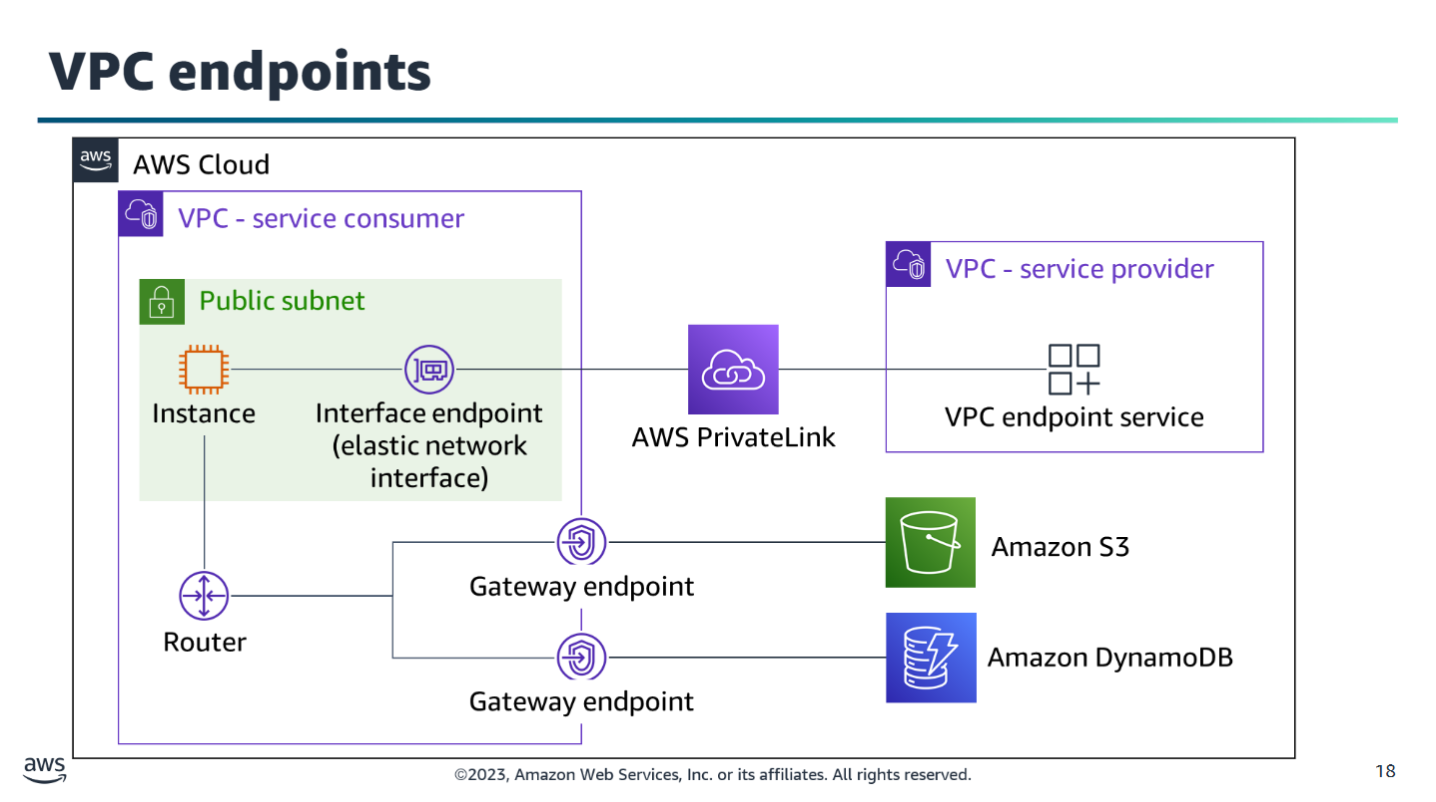 VPC endpoints
aws
AWS Cloud
VPC - service consumer
VPC - service provider
Public subnet
Instance
Interface endpoint
(elastic network
interface)
AWS PrivateLink
VPC endpoint service
Gateway endpoint
Amazon S3
Router
Gateway endpoint
Amazon DynamoDB
aws
©2023, Amazon Web Services, Inc. or its affiliates. All rights reserved.
18